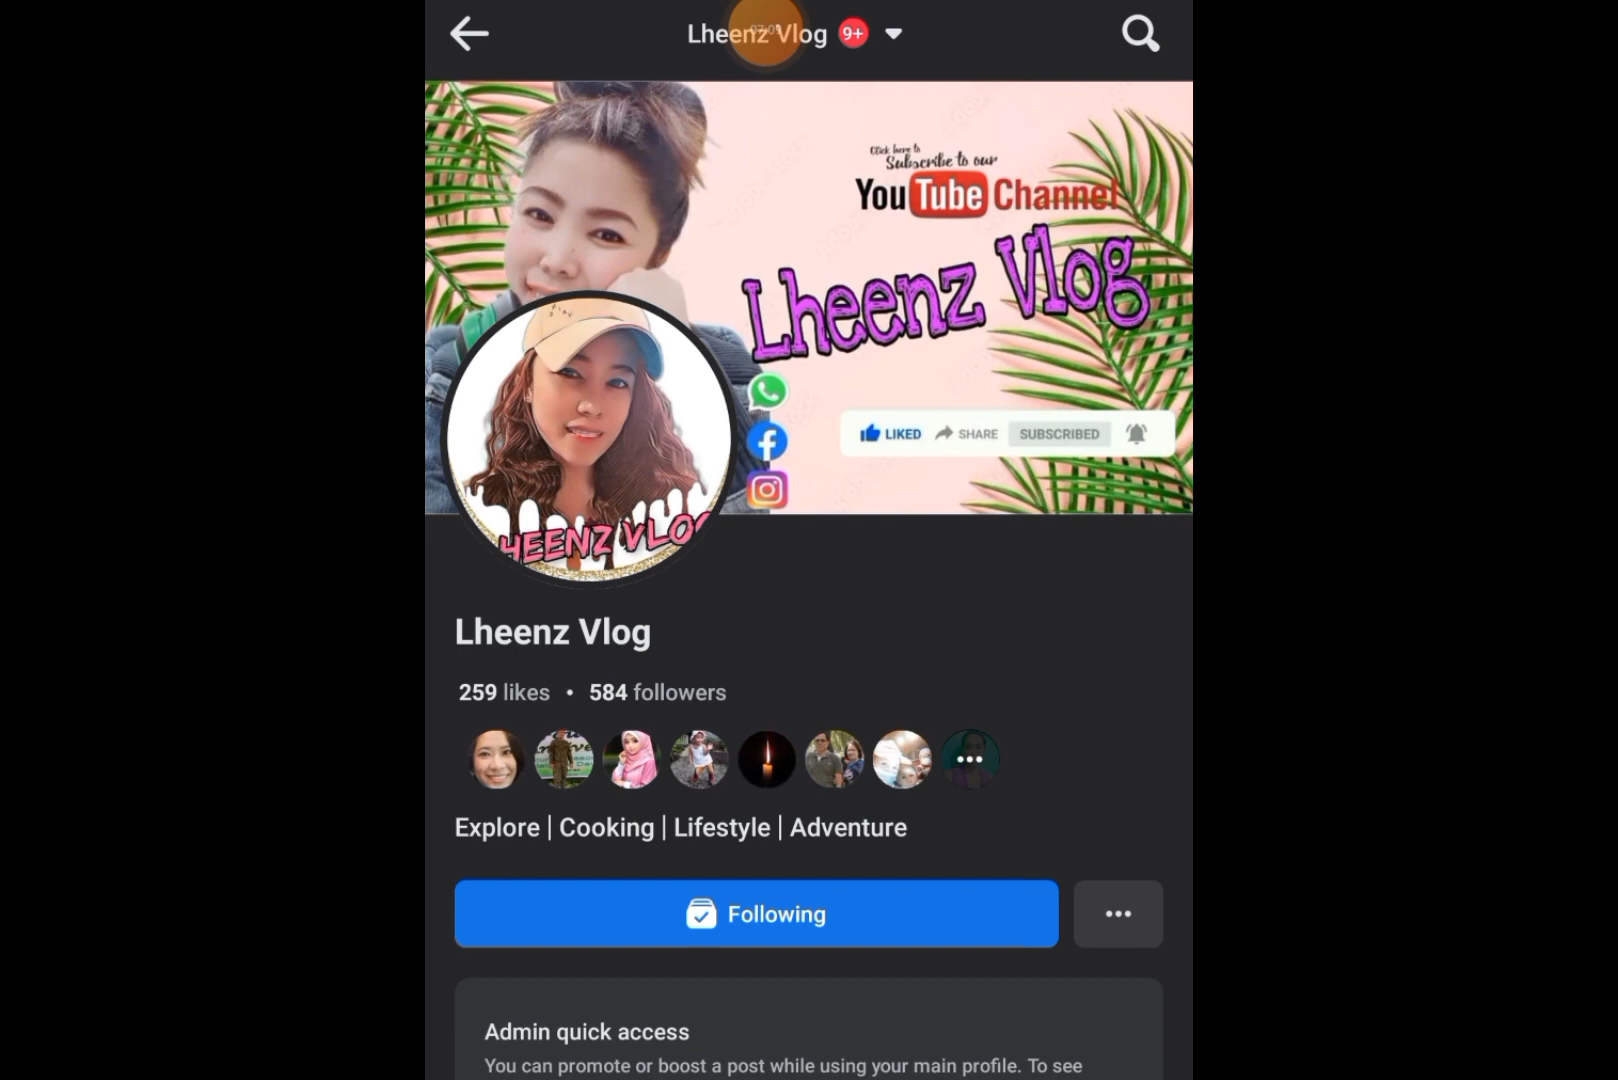 Lheenz Vlog 9+
07:09
Click here to
Subscribe to our
YouTube Channel
Lheenz Vlog
LIKED SHARE SUBSCRIBED
HEENZ VLOG
Lheenz Vlog
259 likes • 584 followers
Explore | Cooking | Lifestyle | Adventure
Following
Admin quick access
You can promote or boost a post while using your main profile. To see